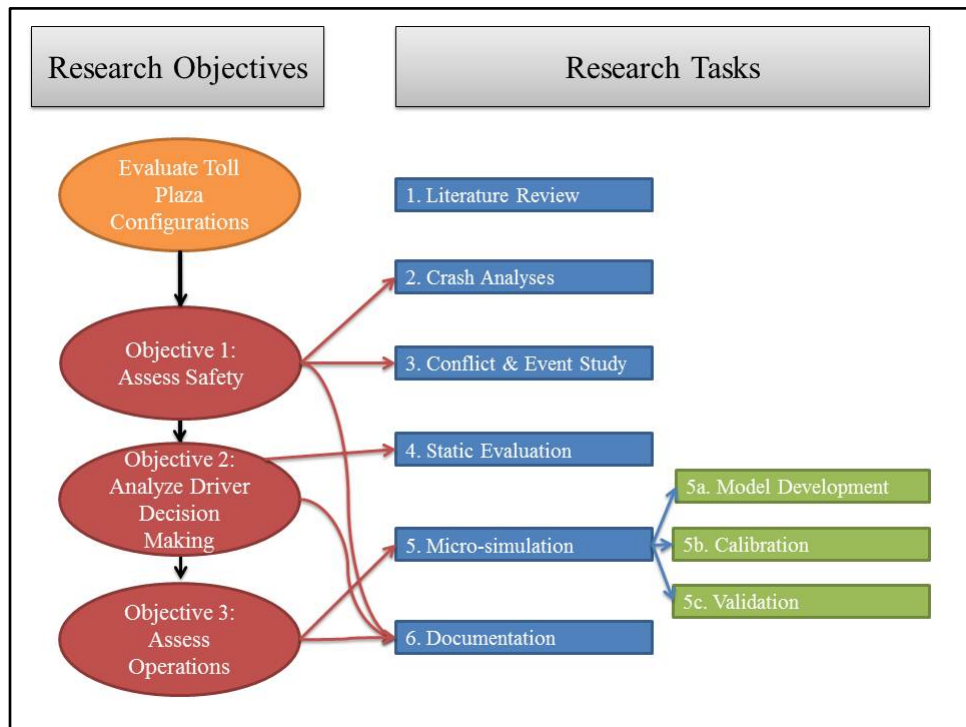 Research Objectives
Research Tasks
Evaluate Toll
Plaza
Configurations
1. Literature Review
2. Crash Analyses
Objective 1:
Assess Safety
3. Conflict & Event Study
Objective 2:
Analyze Driver
Decision
Making
4. Static Evaluation
5a. Model Development
5. Micro-simulation
5b. Calibration
5c. Validation
Objective 3:
Assess
Operations
6. Documentation